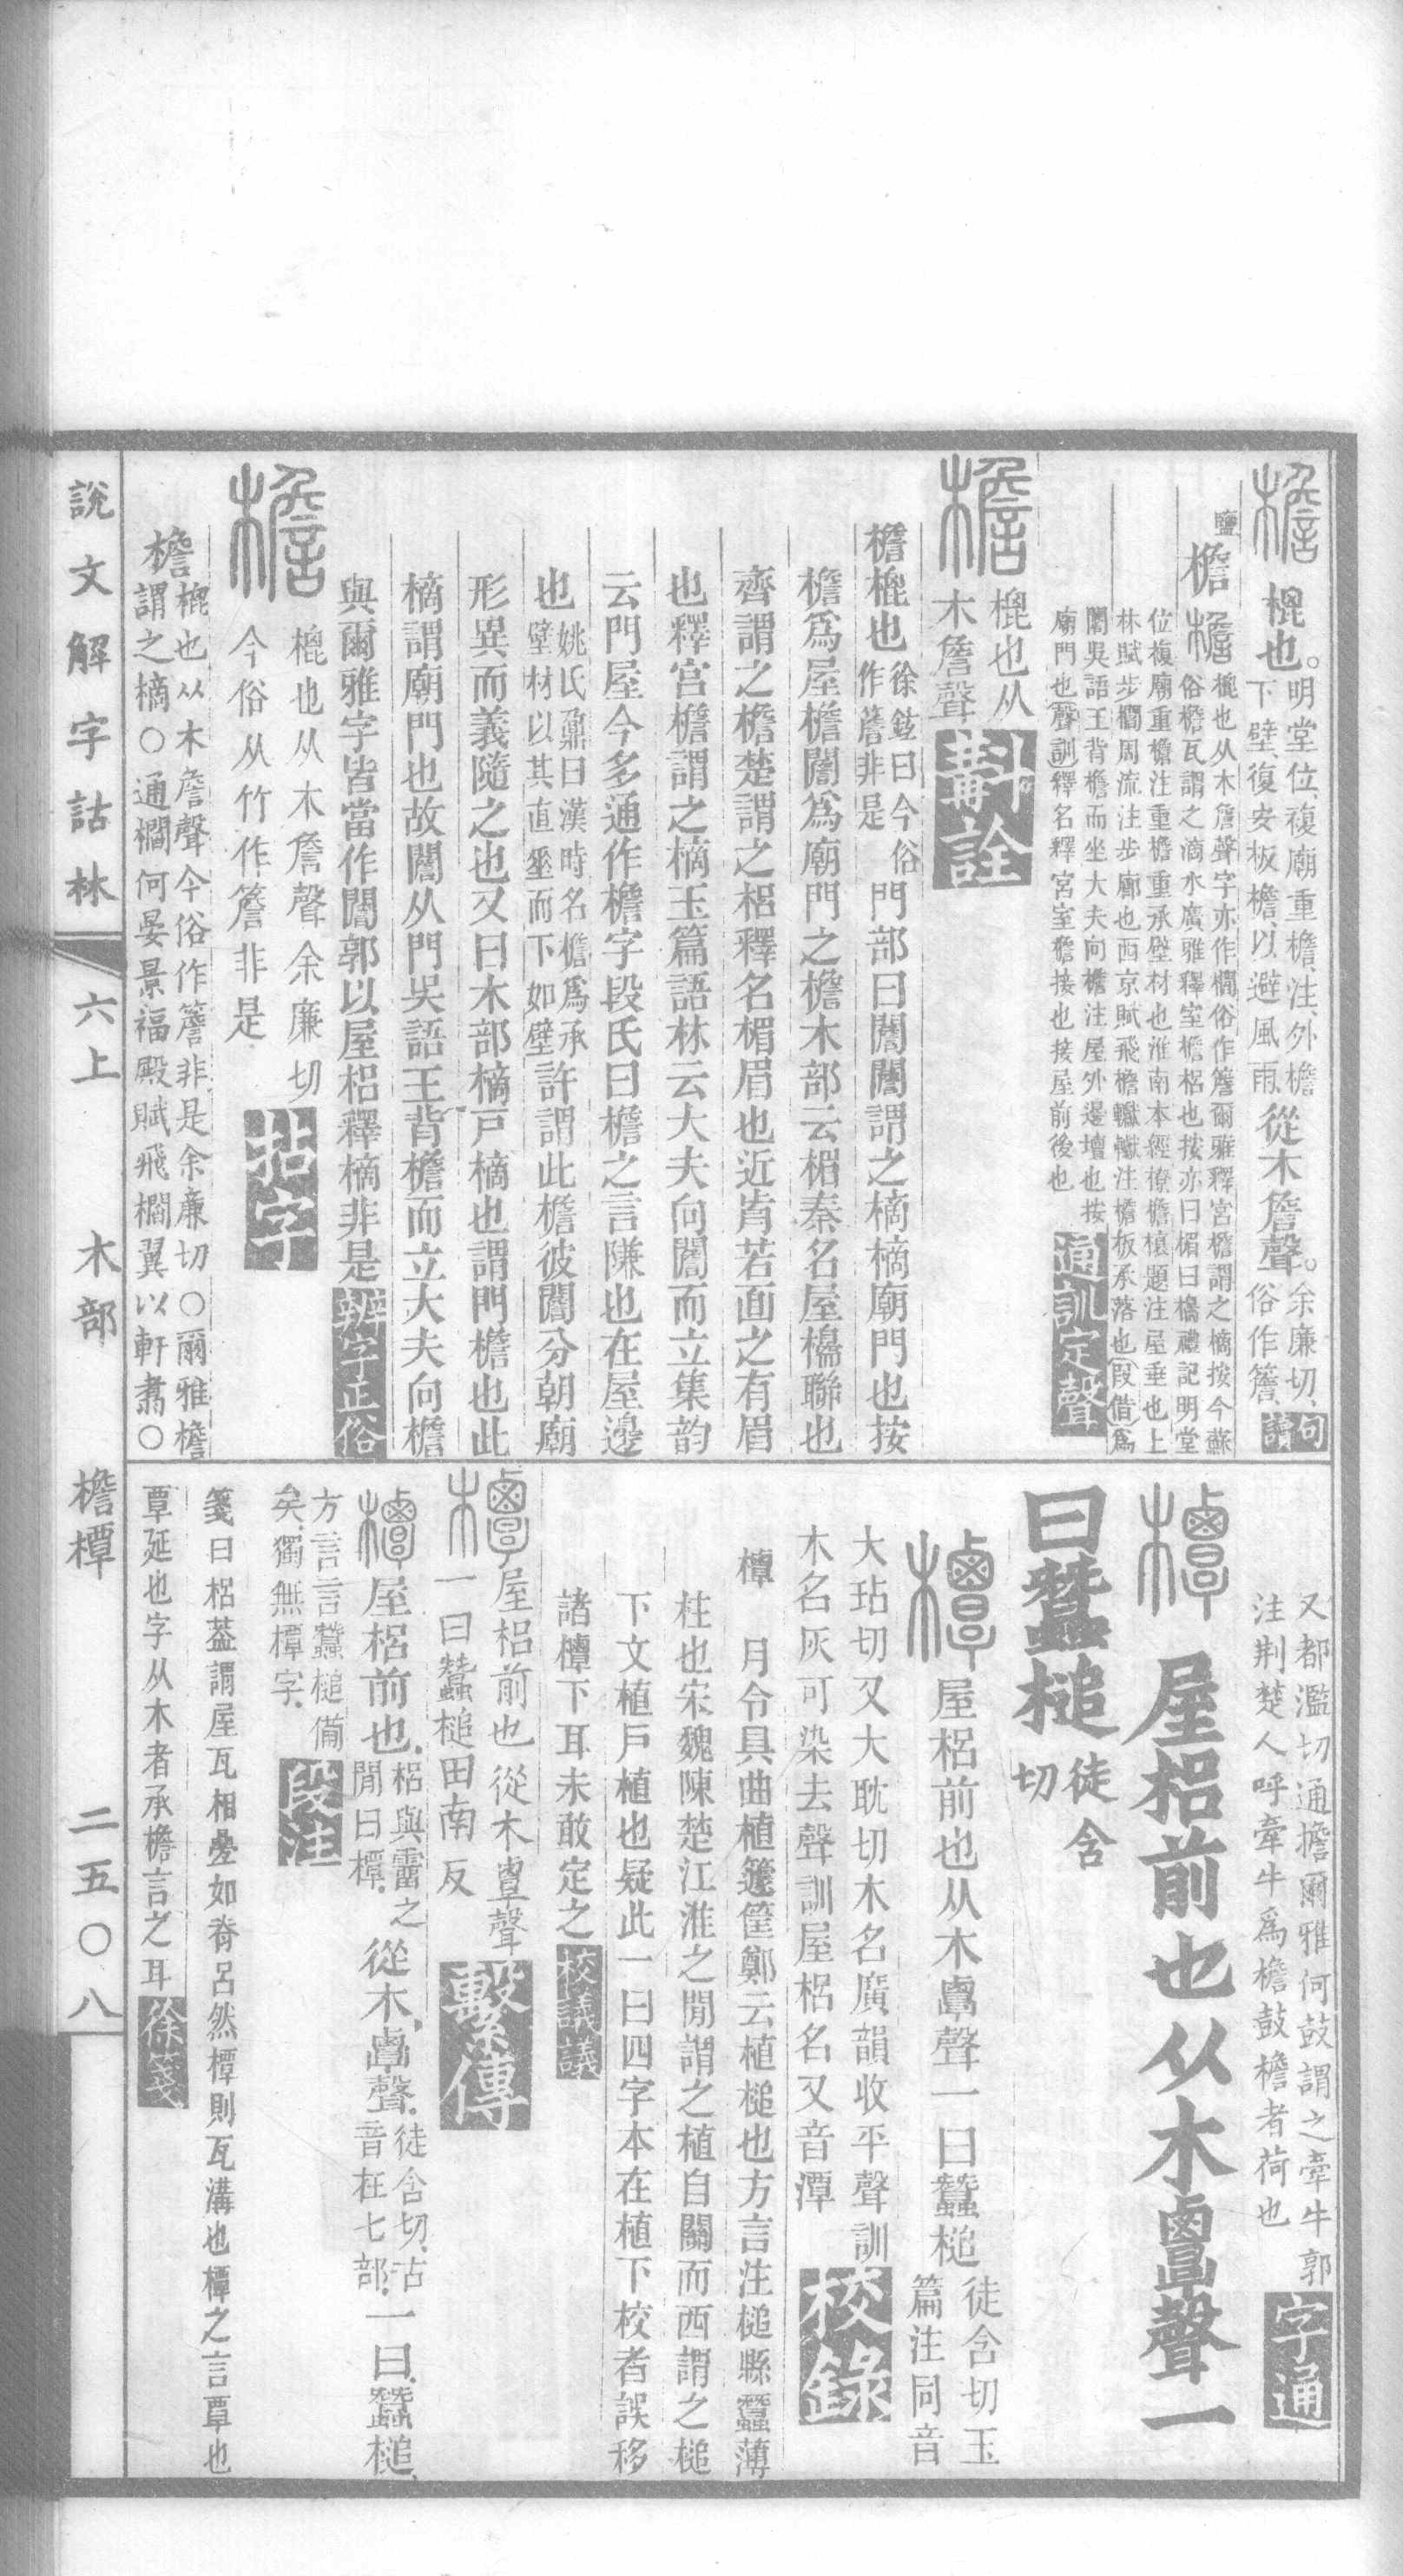 檐 㮰也。明堂位、複廟重檐、注、外檐下壁、復安板檐、以避風雨、從木詹聲。余廉切、俗作簷、 句讀
鹽
檐 檐㮰也从木詹聲字亦作櫩俗作簷爾雅釋宮檐謂之樀按今蘇俗檐瓦謂之滴水廣雅釋室檐梠也按亦曰楣曰櫋禮記明堂
位複廟重檐注重檐重承壁材也淮南本經橑檐榱題注屋垂也上
林賦步櫩周流注步廊也西京賦飛檐轍轍注檐板承落也(叚借)爲
闇吳語王背檐而坐大夫向檐注屋外邊壇也按
廟門也(聲訓)釋名釋宮室檐接也接屋前後也 通訓定聲
檐 㮰也从木詹聲 斠詮
檐㮰也徐鉉曰今俗作簷非是門部曰闇闇謂之樀樀廟門也按
檐爲屋檐闇爲廟門之檐木部云楣秦名屋櫋聯也
齊謂之檐楚謂之梠釋名楣眉也近肯若面之有眉
也釋宮檐謂之樀玉篇語林云大夫向闇而立集韵
云門屋今多通作檐字段氏曰檐之言隒也在屋邊
也姚氏鼐曰漢時名檐爲承壁材以其直垂而下如壁許謂此檐彼闇分朝廟
形異而義隨之也又曰木部樀戶樀也謂門檐也此
樀謂廟門也故闇从門吳語王背檐而立大夫向檐
與爾雅字皆當作闇郭以屋梠釋樀非是 辨字正俗
檐 㮰也从木詹聲余廉切
今俗从竹作簷非是 苦字
檐㮰也从木詹聲今俗作簷非是余廉切〇爾雅檐
謂之樀〇通櫩何晏景福殿賦飛櫩翼以軒翥〇
又都濫切通擔爾雅何鼓謂之牽牛郭
注荆楚人呼牽牛爲檐鼓檐者荷也 字通
橝 屋梠前也从木𪉷聲一
曰蠶槌 徒含切
橝 屋梠前也从木𪉷聲一曰蠶槌 徒含切玉篇注同音
大玷切又大耽切木名廣韻收平聲訓
木名灰可染去聲訓屋梠名又音潭 校錄
橝 月令具曲植籧筐鄭云植槌也方言注槌縣蠶薄
柱也宋魏陳楚江淮之閒謂之植自關而西謂之槌
下文植戶植也疑此一曰四字本在植下校者誤移
諸橝下耳未敢定之 校議議
橝 屋梠前也從木覃聲
一曰蠶槌田南反 繫傳
橝 屋梠前也、梠與霤之閒曰橝、從木、𪉷聲、徒含切、古音在七部、一曰、蠶槌、
方言言蠶槌備矣、獨無橝字、 段注
箋曰梠蓋謂屋瓦相疊如脊呂然橝則瓦溝也橝之言覃也
覃延也字从木者承檐言之耳 徐箋
說文解字詁林 六上 木部 檐橝 二五〇八